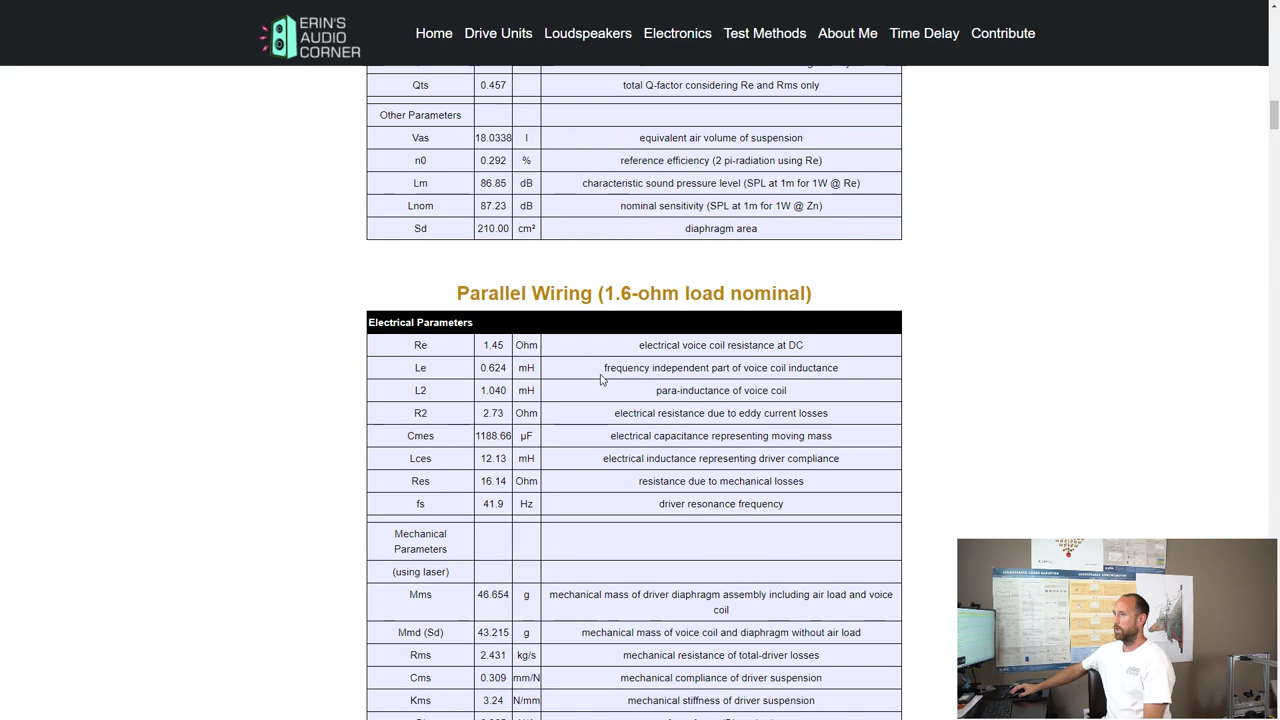 ERIN'S
AUDIO
CORNER
Home Drive Units Loudspeakers Electronics Test Methods About Me Time Delay Contribute
Qts 0.457 total Q-factor considering Re and Rms only
Other Parameters
Vas 18.0338 l equivalent air volume of suspension
n0 0.292 % reference efficiency (2 pi-radiation using Re)
Lm 86.85 dB characteristic sound pressure level (SPL at 1m for 1W @ Re)
Lnom 87.23 dB nominal sensitivity (SPL at 1m for 1W @ Zn)
Sd 210.00 cm² diaphragm area
Parallel Wiring (1.6-ohm load nominal)
Electrical Parameters
Re 1.45 Ohm electrical voice coil resistance at DC
Le 0.624 mH frequency independent part of voice coil inductance
L2 1.040 mH para-inductance of voice coil
R2 2.73 Ohm electrical resistance due to eddy current losses
Cmes 1188.66 µF electrical capacitance representing moving mass
Lces 12.13 mH electrical inductance representing driver compliance
Res 16.14 Ohm resistance due to mechanical losses
fs 41.9 Hz driver resonance frequency
Mechanical
Parameters
(using laser)
Mms 46.654 g mechanical mass of driver diaphragm assembly including air load and voice
coil
Mmd (Sd) 43.215 g mechanical mass of voice coil and diaphragm without air load
Rms 2.431 kg/s mechanical resistance of total-driver losses
Cms 0.309 mm/N mechanical compliance of driver suspension
Kms 3.24 N/mm mechanical stiffness of driver suspension